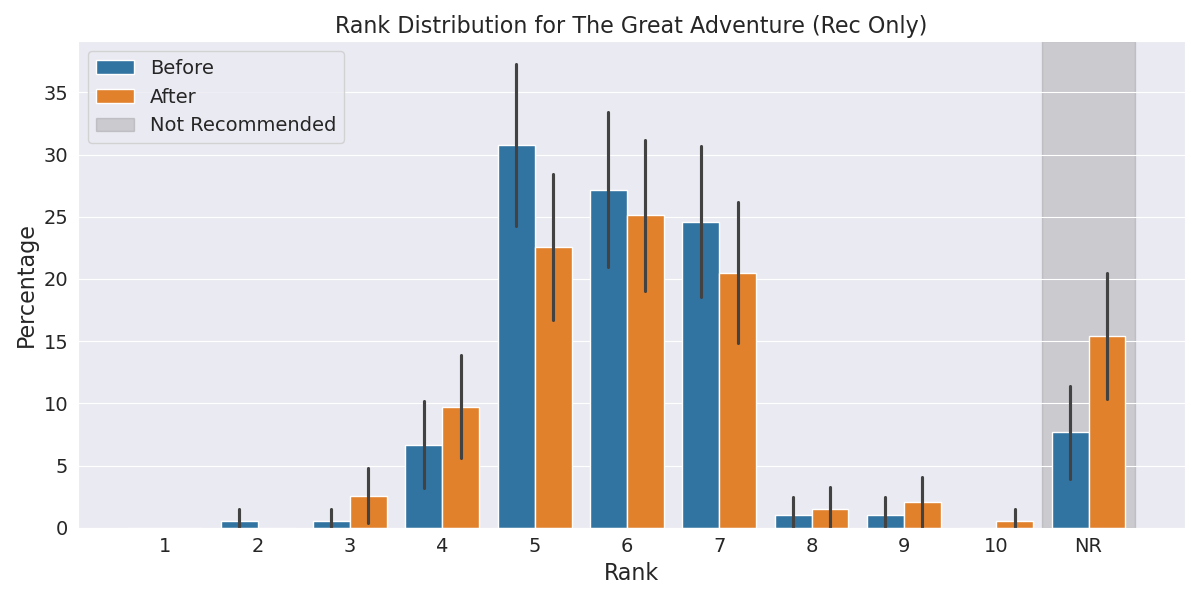 Rank Distribution for The Great Adventure (Rec Only)
Before
After
Not Recommended
Percentage
35
30
25
20
15
10
5
0
1 2 3 4 5 6 7 8 9 10 NR
Rank